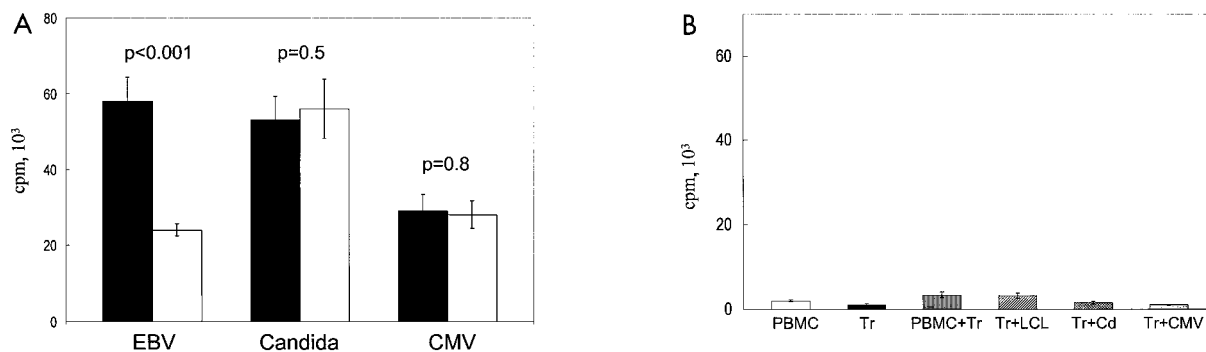 A
80
60
40
20
0
cpm, 10³
p<0.001
p=0.5
p=0.8
EBV
Candida
CMV
B
60
40
20
0
cpm, 10³
PBMC
Tr
PBMC+Tr
Tr+LCL
Tr+Cd
Tr+CMV